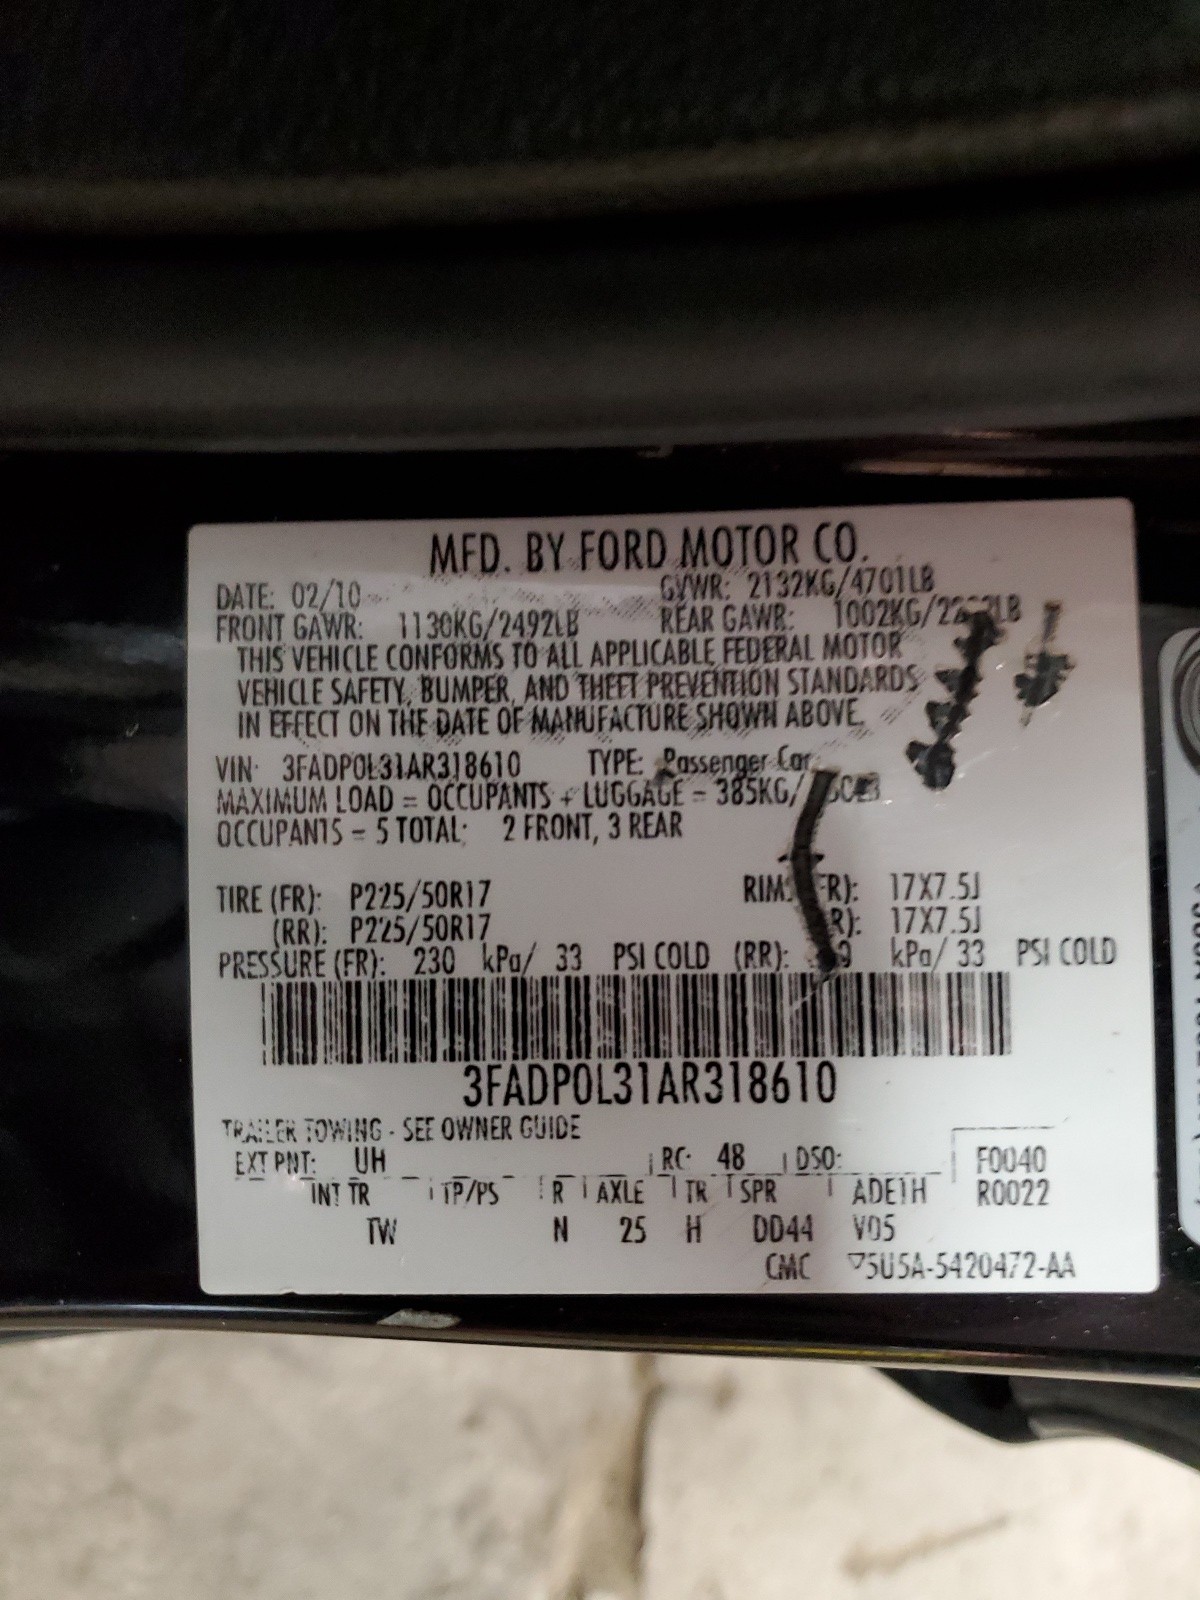 MFD. BY FORD MOTOR CO.
DATE: 02/10 GVWR: 2132KG/4701LB
FRONT GAWR: 1130KG/2492LB REAR GAWR: 1002KG/
THIS VEHICLE CONFORMS TO ALL APPLICABLE FEDERAL MOTOR
VEHICLE SAFETY, BUMPER, AND THEFT PREVENTION STANDARDS
IN EFFECT ON THE DATE OF MANUFACTURE SHOWN ABOVE.
VIN: 3FADP0L31AR318610 TYPE: Passenger Car
MAXIMUM LOAD = OCCUPANTS + LUGGAGE = 385KG/
OCCUPANTS = 5 TOTAL; 2 FRONT, 3 REAR
TIRE (FR): P225/50R17 RIMS (FR): 17X7.5J
(RR): P225/50R17 17X7.5J
PRESSURE (FR): 230 kPa/ 33 PSI COLD (RR): kPa/ 33 PSI COLD
3FADP0L31AR318610
TRAILER TOWING - SEE OWNER GUIDE
EXT PNT: UH RC: 48 DSO: F0040
INT TR TP/PS R AXLE TR SPR ADE1H R0022
TW N 25 H DD44 V05
CMC ▽5U5A-5420472-AA